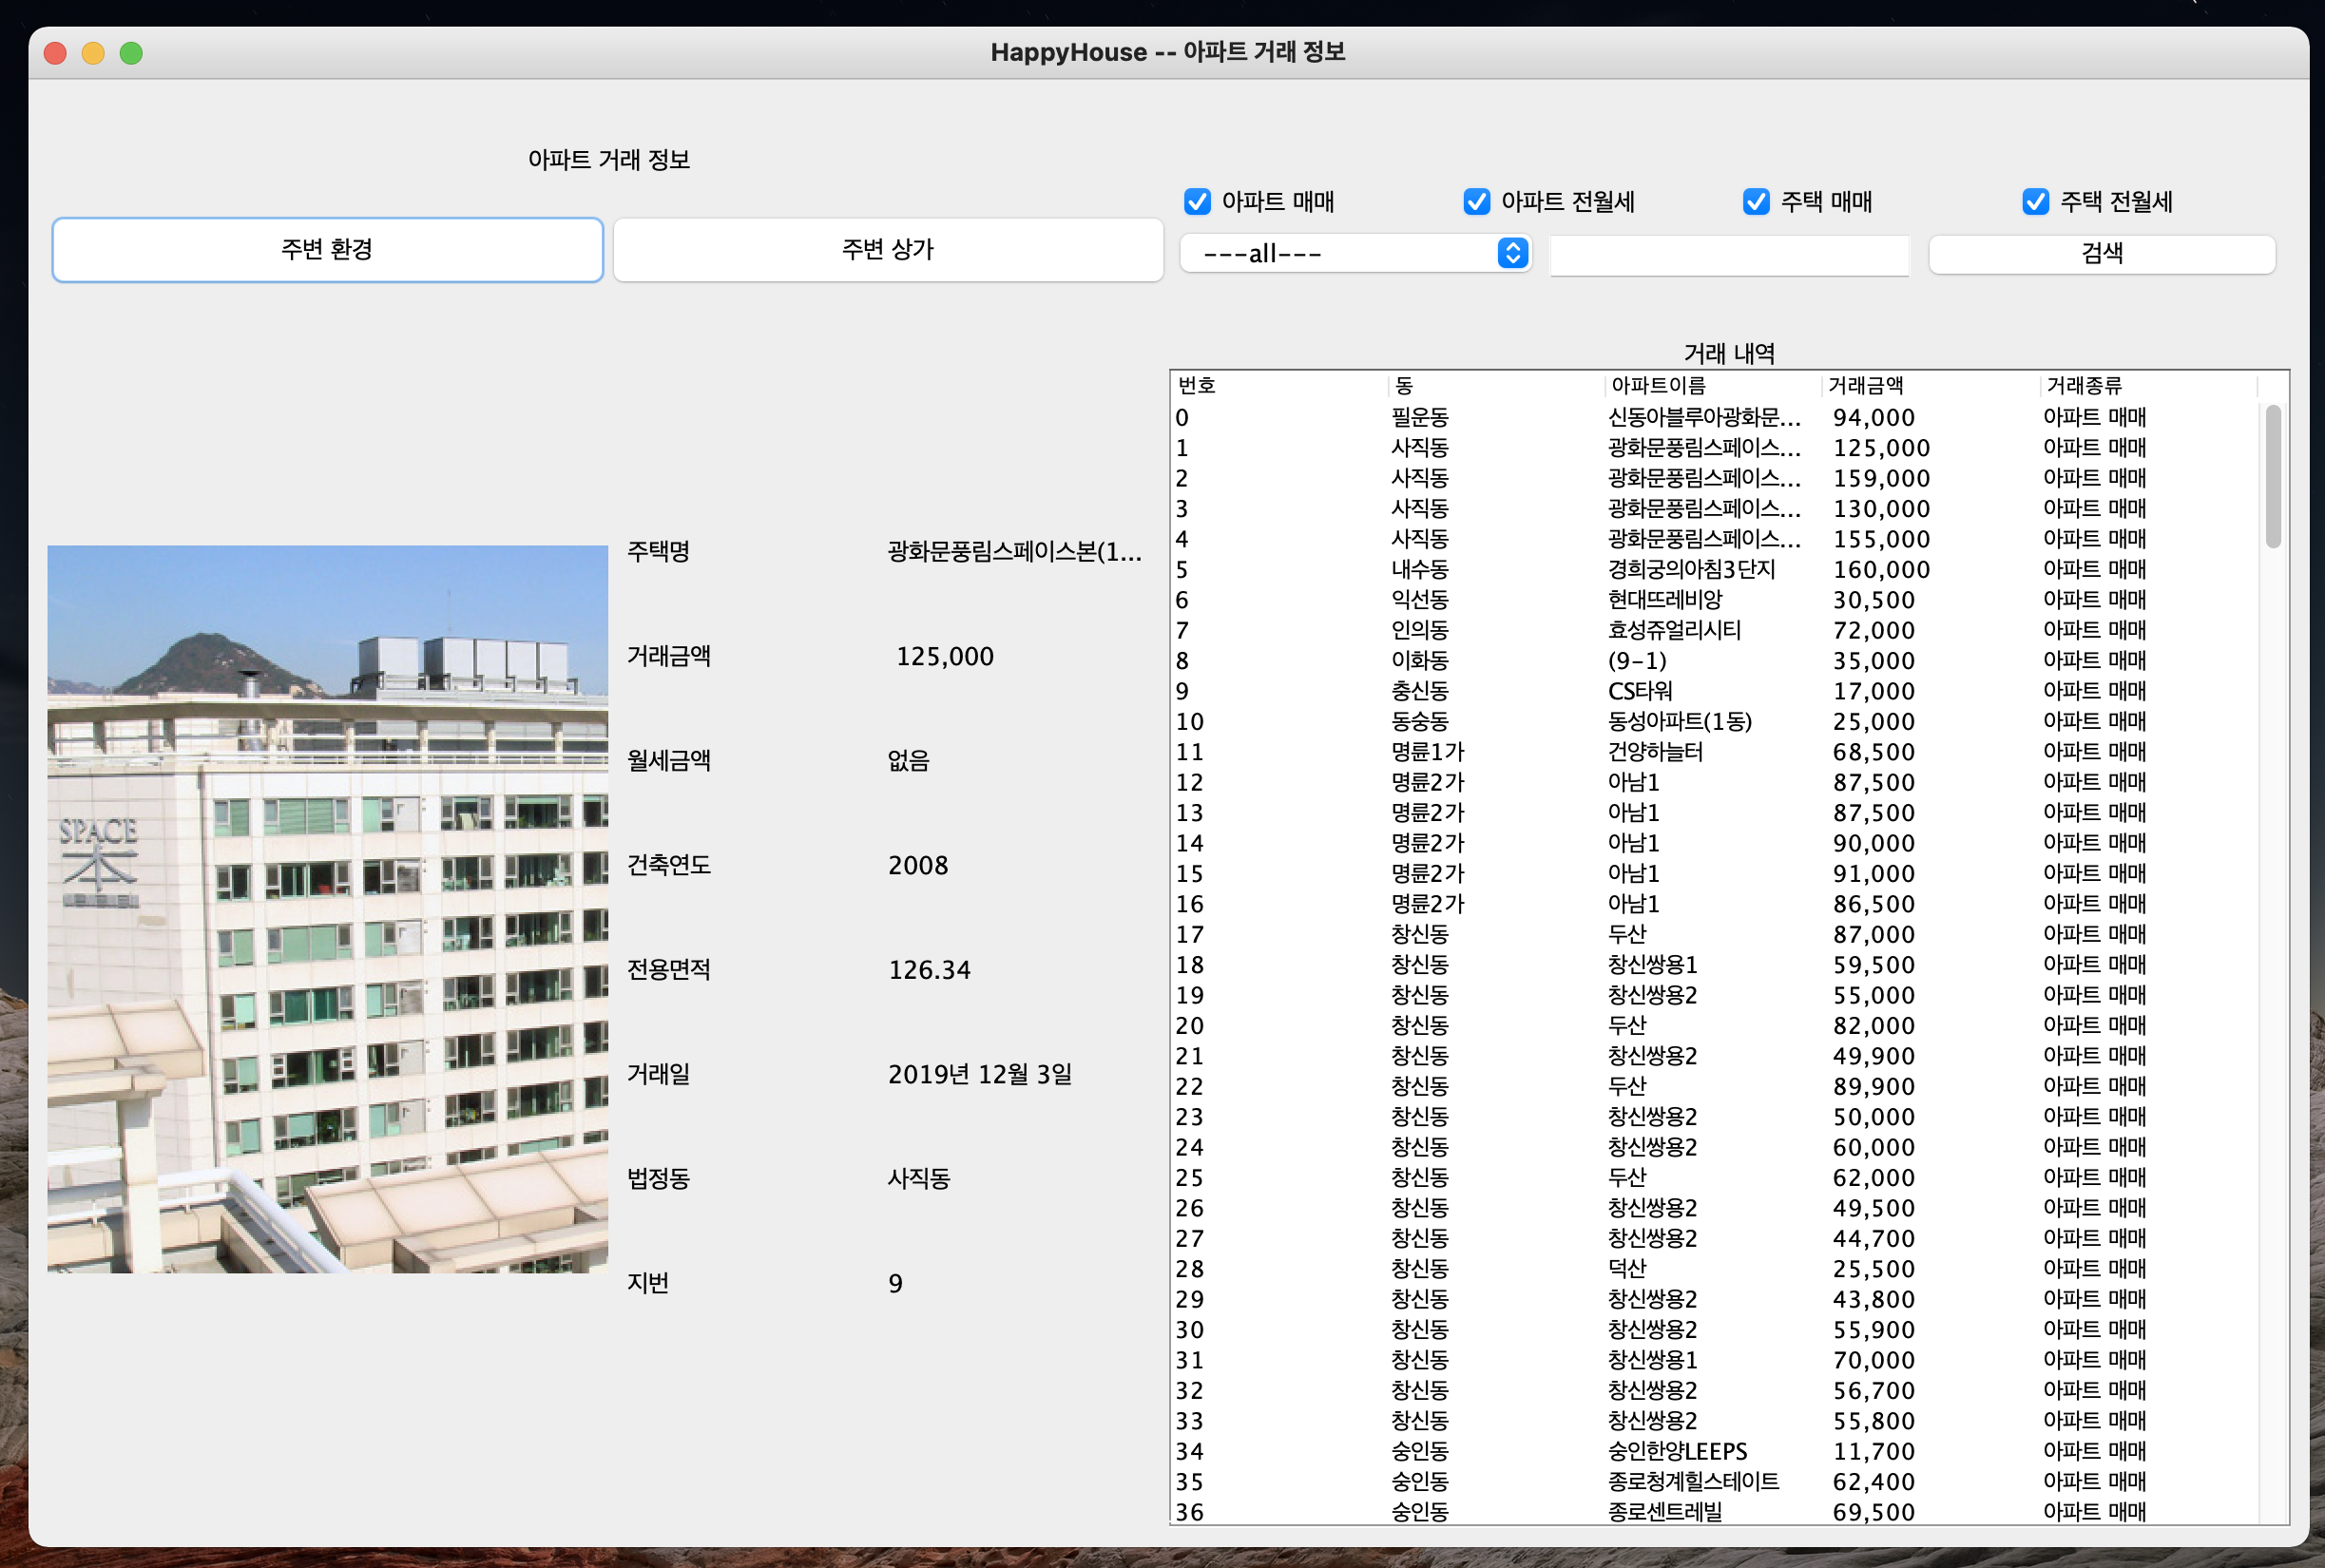 HappyHouse -- 아파트 거래 정보
아파트 거래 정보
주변 환경 주변 상가
아파트 매매 아파트 전월세 주택 매매 주택 전월세
---all--- 검색
SPACE
本
주택명 광화문풍림스페이스본(1...
거래금액 125,000
월세금액 없음
건축연도 2008
전용면적 126.34
거래일 2019년 12월 3일
법정동 사직동
지번 9
거래 내역
번호 동 아파트이름 거래금액 거래종류
0 필운동 신동아블루아광화문... 94,000 아파트 매매
1 사직동 광화문풍림스페이스... 125,000 아파트 매매
2 사직동 광화문풍림스페이스... 159,000 아파트 매매
3 사직동 광화문풍림스페이스... 130,000 아파트 매매
4 사직동 광화문풍림스페이스... 155,000 아파트 매매
5 내수동 경희궁의아침3단지 160,000 아파트 매매
6 익선동 현대뜨레비앙 30,500 아파트 매매
7 인의동 효성쥬얼리시티 72,000 아파트 매매
8 이화동 (9-1) 35,000 아파트 매매
9 충신동 CS타워 17,000 아파트 매매
10 동숭동 동성아파트(1동) 25,000 아파트 매매
11 명륜1가 건양하늘터 68,500 아파트 매매
12 명륜2가 아남1 87,500 아파트 매매
13 명륜2가 아남1 87,500 아파트 매매
14 명륜2가 아남1 90,000 아파트 매매
15 명륜2가 아남1 91,000 아파트 매매
16 명륜2가 아남1 86,500 아파트 매매
17 창신동 두산 87,000 아파트 매매
18 창신동 창신쌍용1 59,500 아파트 매매
19 창신동 창신쌍용2 55,000 아파트 매매
20 창신동 두산 82,000 아파트 매매
21 창신동 창신쌍용2 49,900 아파트 매매
22 창신동 두산 89,900 아파트 매매
23 창신동 창신쌍용2 50,000 아파트 매매
24 창신동 창신쌍용2 60,000 아파트 매매
25 창신동 두산 62,000 아파트 매매
26 창신동 창신쌍용2 49,500 아파트 매매
27 창신동 창신쌍용2 44,700 아파트 매매
28 창신동 덕산 25,500 아파트 매매
29 창신동 창신쌍용2 43,800 아파트 매매
30 창신동 창신쌍용2 55,900 아파트 매매
31 창신동 창신쌍용1 70,000 아파트 매매
32 창신동 창신쌍용2 56,700 아파트 매매
33 창신동 창신쌍용2 55,800 아파트 매매
34 숭인동 숭인한양LEEPS 11,700 아파트 매매
35 숭인동 종로청계힐스테이트 62,400 아파트 매매
36 숭인동 종로센트레빌 69,500 아파트 매매